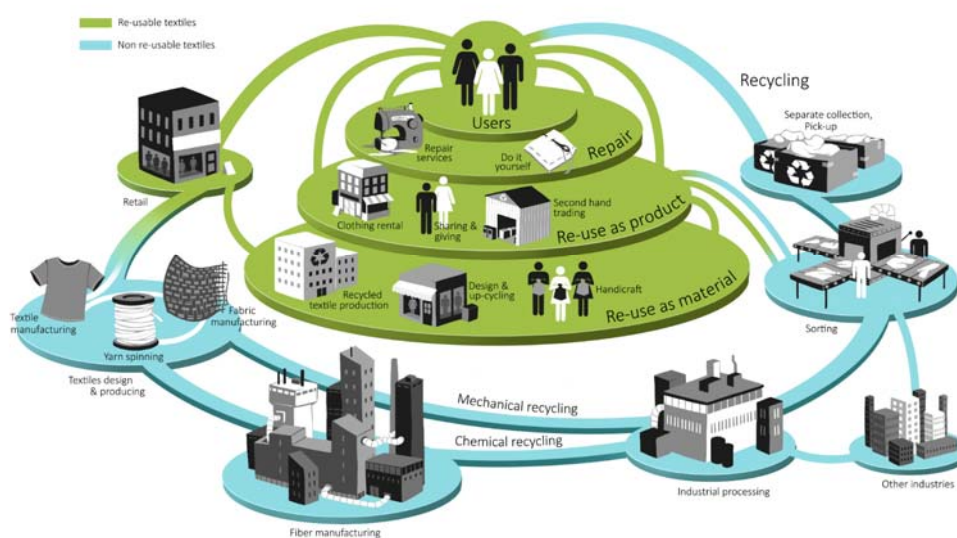 Re-usable textiles
Non re-usable textiles
Users
Recycling
Separate collection,
Pick-up
Repair
services
Do it
yourself
Repair
Retail
Clothing rental
Sharing &
giving
Second hand
trading
Re-use as product
Recycled
textile production
Design &
up-cycling
Handicraft
Re-use as material
Sorting
Textile
manufacturing
+ Fabric
manufacturing
Yarn spinning
Textiles design
& producing
Mechanical recycling
Chemical recycling
Fiber manufacturing
Industrial processing
Other industries